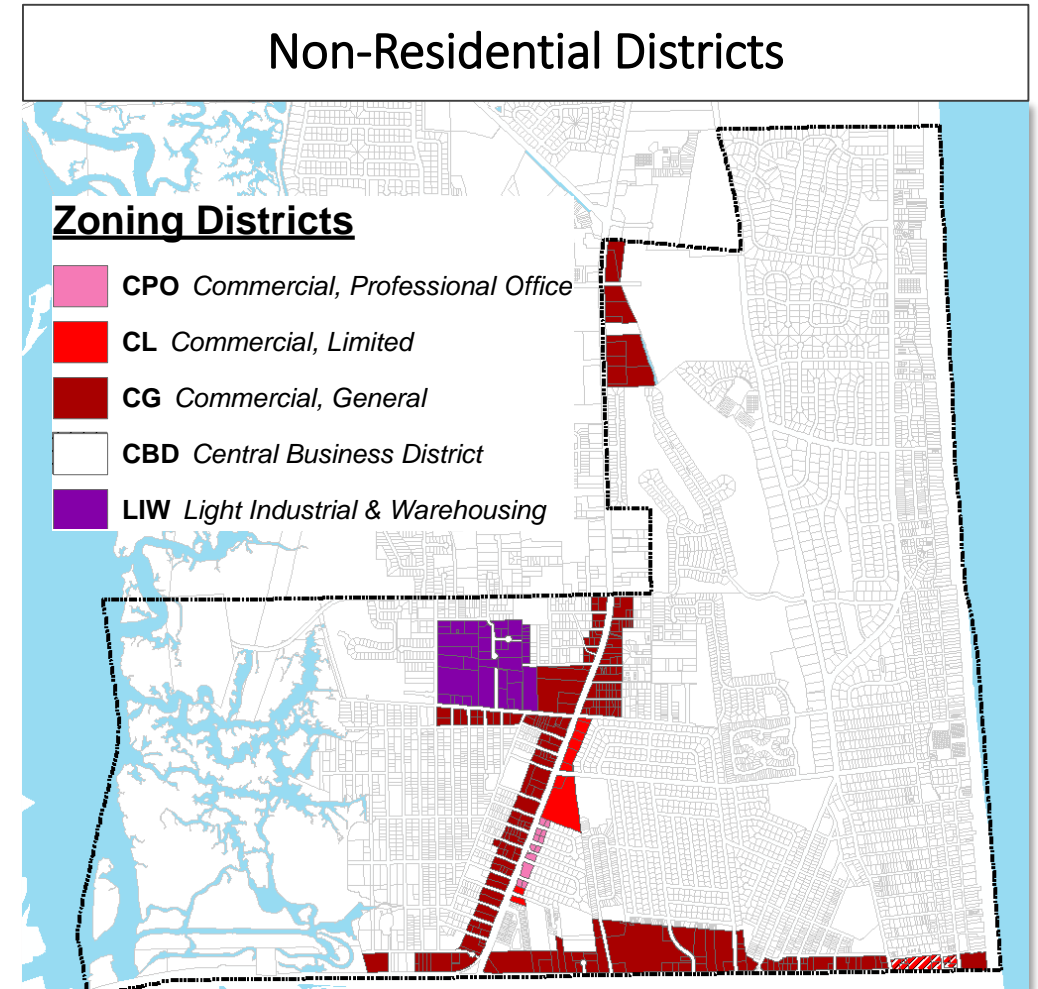 Non-Residential Districts
Zoning Districts
CPO Commercial, Professional Office
CL Commercial, Limited
CG Commercial, General
CBD Central Business District
LIW Light Industrial & Warehousing